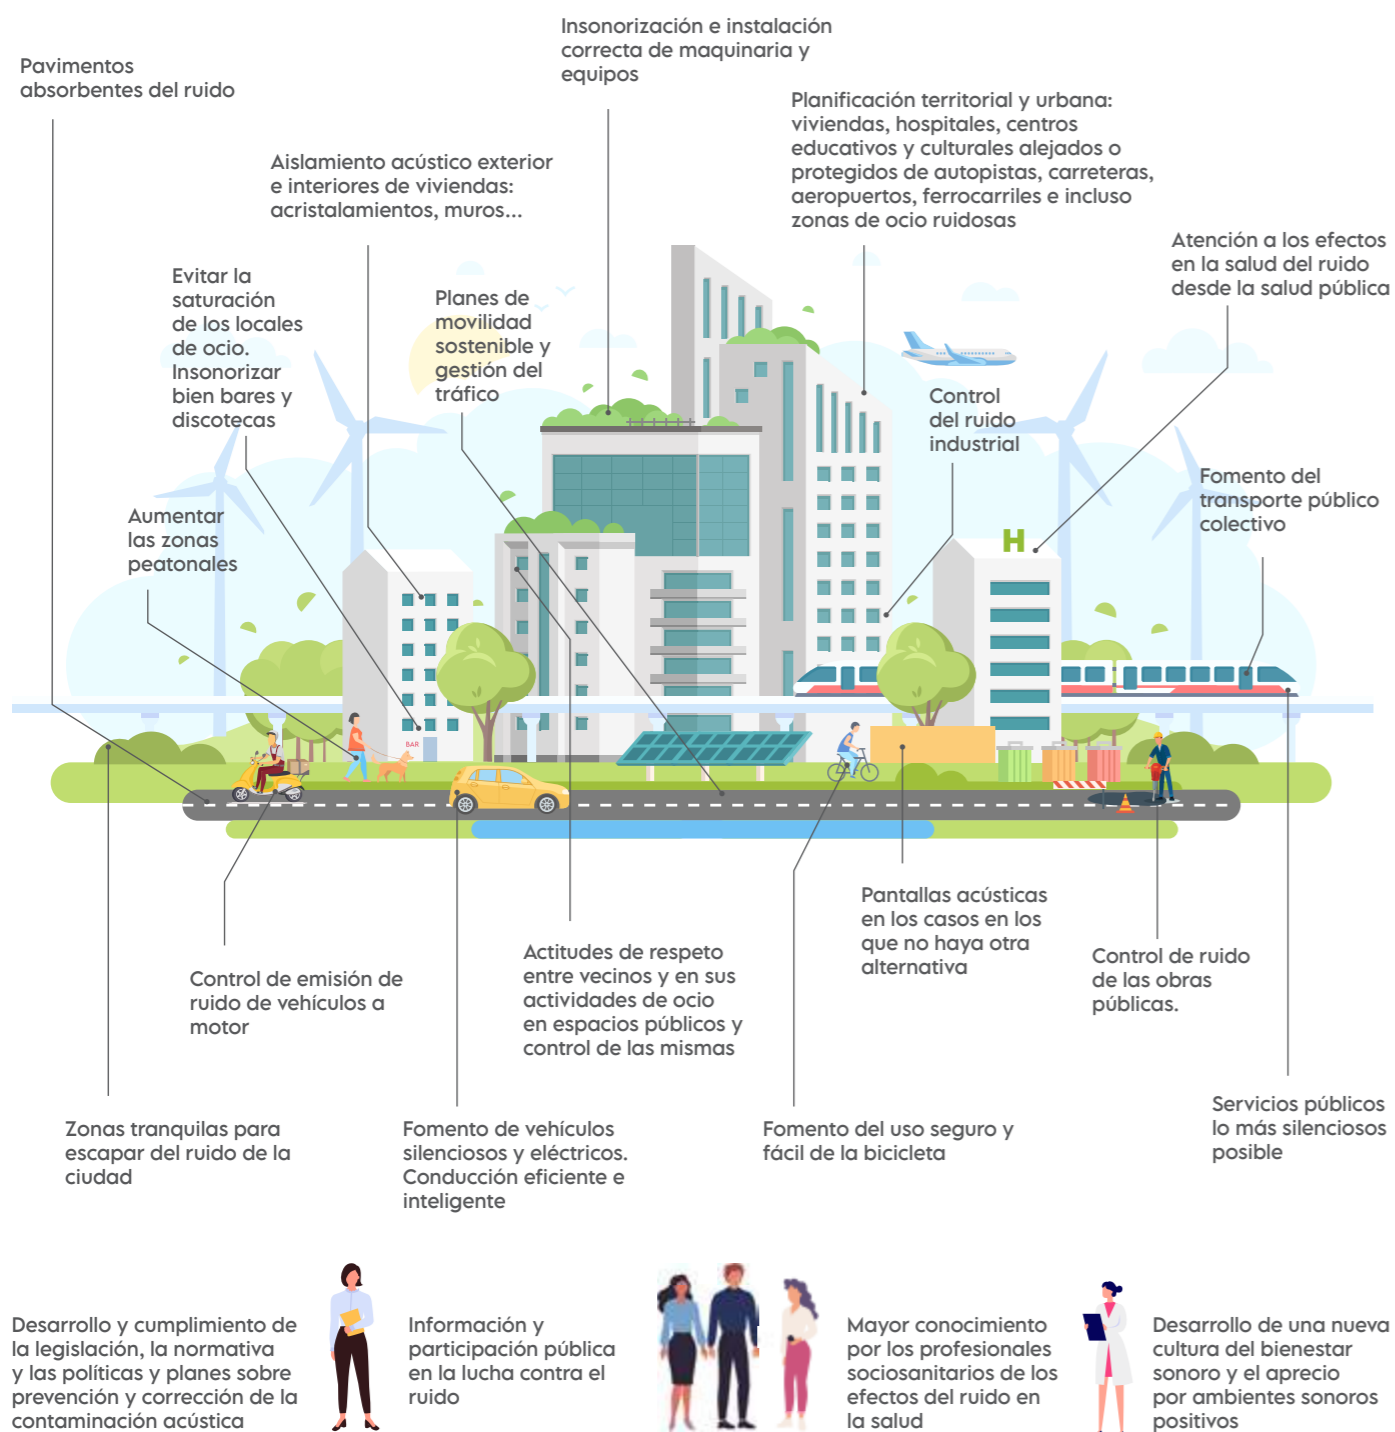 Insonorización e instalación
correcta de maquinaria y
equipos
Pavimentos
absorbentes del ruido
Planificación territorial y urbana:
viviendas, hospitales, centros
educativos y culturales alejados o
protegidos de autopistas, carreteras,
aeropuertos, ferrocarriles e incluso
zonas de ocio ruidosas
Aislamiento acústico exterior
e interiores de viviendas:
acristalamientos, muros...
Atención a los efectos
en la salud del ruido
desde la salud pública
Evitar la
saturación
de los locales
de ocio.
Insonorizar
bien bares y
discotecas
Planes de
movilidad
sostenible y
gestión del
tráfico
Control
del ruido
industrial
Fomento del
transporte público
colectivo
Aumentar
las zonas
peatonales
H
BAR
Pantallas acústicas
en los casos en los
que no haya otra
alternativa
Control de emisión de
ruido de vehículos a
motor
Actitudes de respeto
entre vecinos y en sus
actividades de ocio
en espacios públicos y
control de las mismas
Control de ruido
de las obras
públicas.
Zonas tranquilas para
escapar del ruido de la
ciudad
Fomento de vehículos
silenciosos y eléctricos.
Conducción eficiente e
inteligente
Fomento del uso seguro y
fácil de la bicicleta
Servicios públicos
lo más silenciosos
posible
Desarrollo y cumplimiento de
la legislación, la normativa
y las políticas y planes sobre
prevención y corrección de la
contaminación acústica
Información y
participación pública
en la lucha contra el
ruido
Mayor conocimiento
por los profesionales
sociosanitarios de los
efectos del ruido en
la salud
Desarrollo de una nueva
cultura del bienestar
sonoro y el aprecio
por ambientes sonoros
positivos